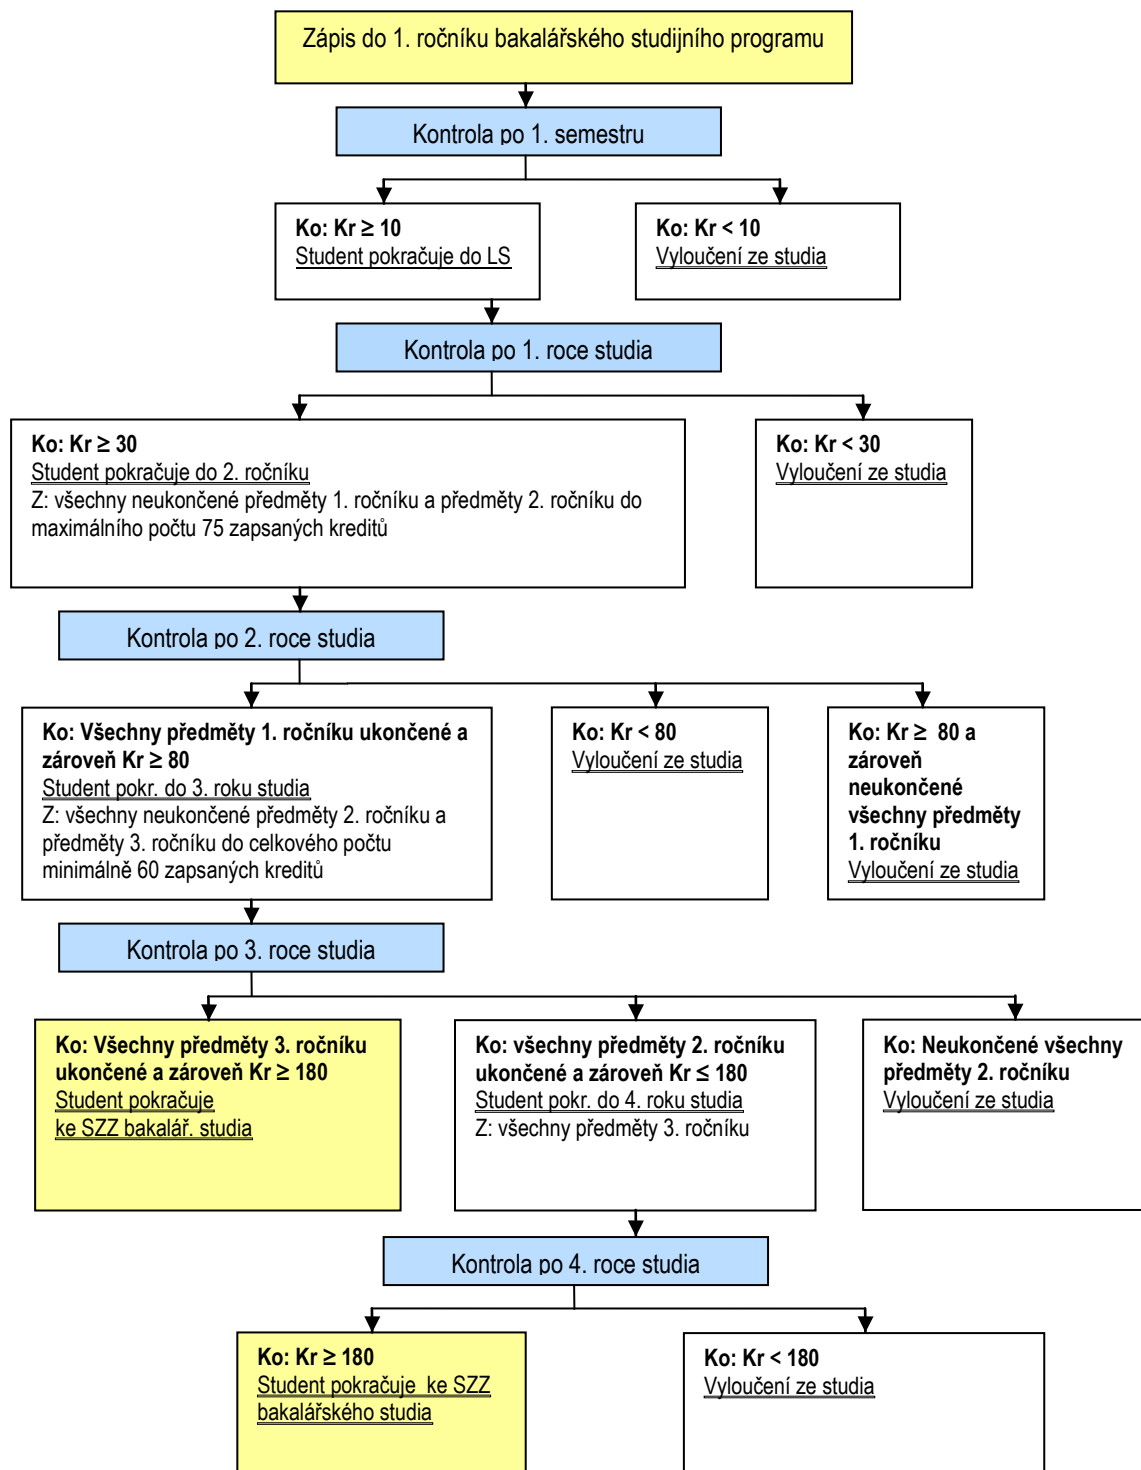 Zápis do 1. ročníku bakalářského studijního programu
Kontrola po 1. semestru
Ko: Kr ≥ 10
Student pokračuje do LS
Ko: Kr < 10
Vyloučení ze studia
Kontrola po 1. roce studia
Ko: Kr ≥ 30
Student pokračuje do 2. ročníku
Z: všechny neukončené předměty 1. ročníku a předměty 2. ročníku do
maximálního počtu 75 zapsaných kreditů
Ko: Kr < 30
Vyloučení ze studia
Kontrola po 2. roce studia
Ko: Všechny předměty 1. ročníku ukončené a
zároveň Kr ≥ 80
Student pokr. do 3. roku studia
Z: všechny neukončené předměty 2. ročníku a
předměty 3. ročníku do celkového počtu
minimálně 60 zapsaných kreditů
Ko: Kr < 80
Vyloučení ze studia
Ko: Kr ≥ 80 a
zároveň
neukončené
všechny předměty
1. ročníku
Vyloučení ze studia
Kontrola po 3. roce studia
Ko: Všechny předměty 3. ročníku
ukončené a zároveň Kr ≥ 180
Student pokračuje
ke SZZ bakalář. studia
Ko: všechny předměty 2. ročníku
ukončené a zároveň Kr ≤ 180
Student pokr. do 4. roku studia
Z: všechny předměty 3. ročníku
Ko: Neukončené všechny
předměty 2. ročníku
Vyloučení ze studia
Kontrola po 4. roce studia
Ko: Kr ≥ 180
Student pokračuje ke SZZ
bakalářského studia
Ko: Kr < 180
Vyloučení ze studia